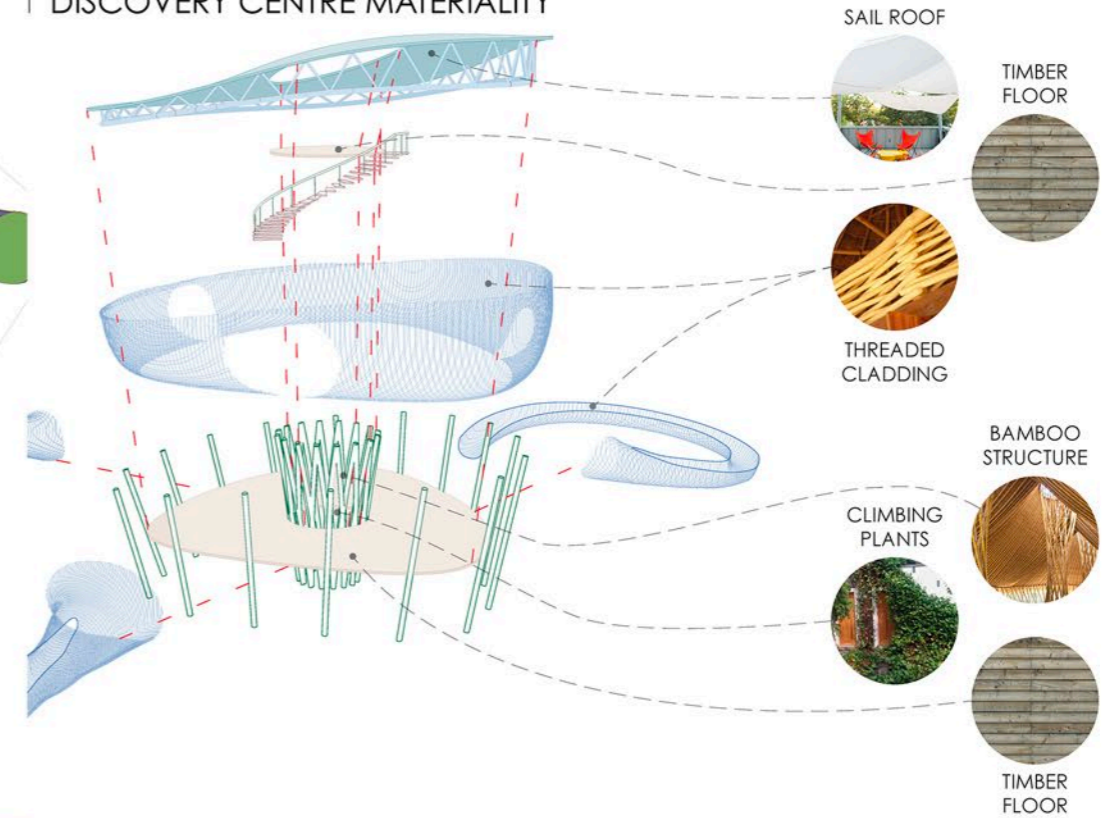 DISCOVERY CENTRE MATERIALITY
SAIL ROOF
TIMBER
FLOOR
THREADED
CLADDING
BAMBOO
STRUCTURE
CLIMBING
PLANTS
TIMBER
FLOOR